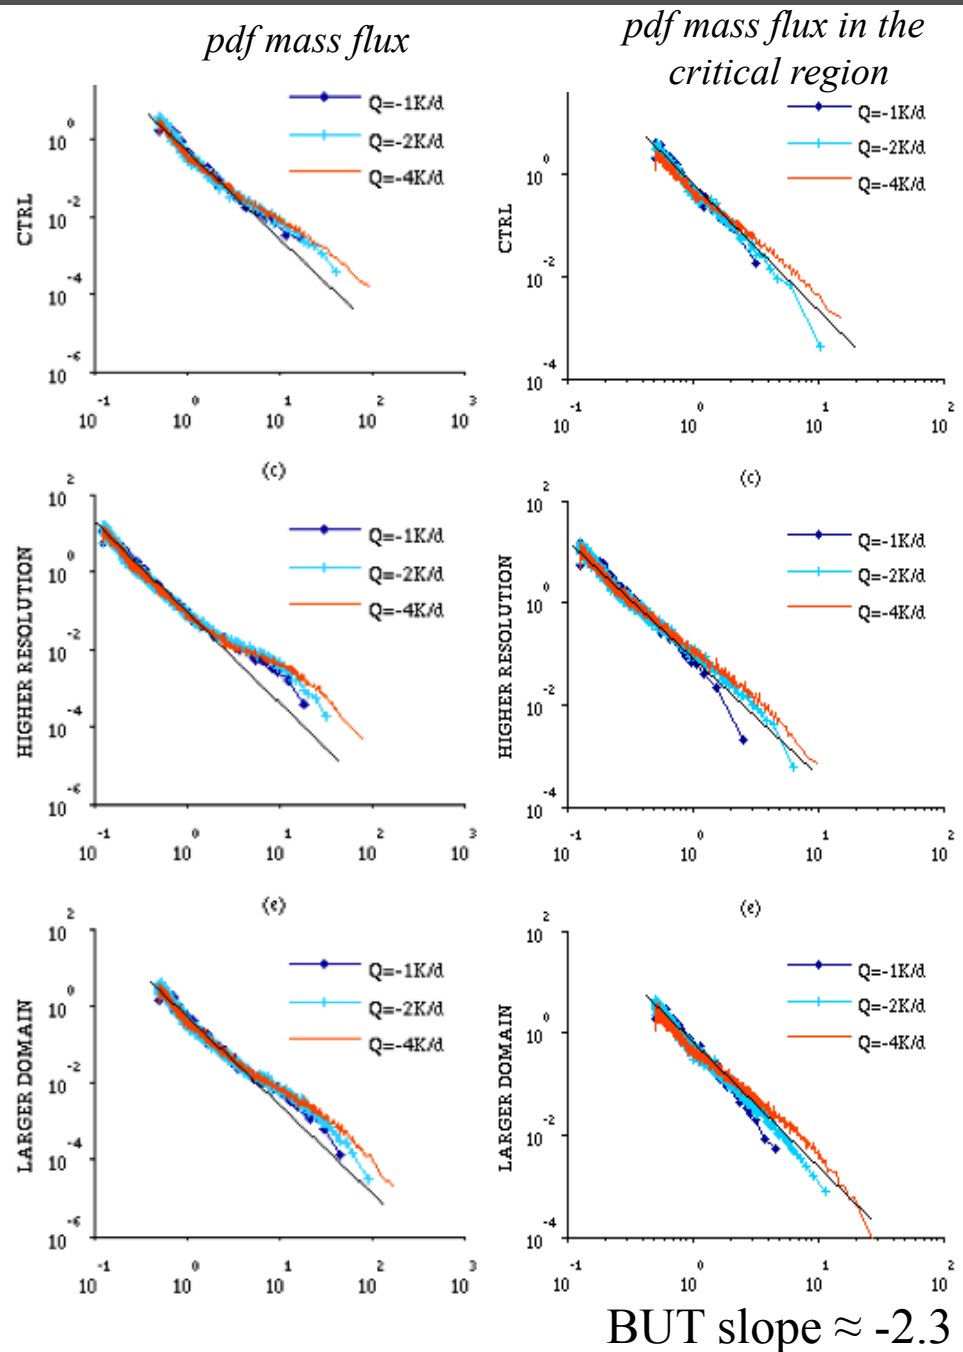 pdf mass flux
pdf mass flux in the
critical region
Q=-1K/d
Q=-2K/d
Q=-4K/d
CTRL
10^0
10^-2
10^-4
10^-6
10^-1 10^0 10^1 10^2 10^3
Q=-1K/d
Q=-2K/d
Q=-4K/d
CTRL
10^0
10^-2
10^-4
10^-1 10^0 10^1 10^2
(c)
Q=-1K/d
Q=-2K/d
Q=-4K/d
HIGHER RESOLUTION
10^2
10^0
10^-2
10^-4
10^-6
10^-1 10^0 10^1 10^2 10^3
(c)
Q=-1K/d
Q=-2K/d
Q=-4K/d
HIGHER RESOLUTION
10^2
10^0
10^-2
10^-4
10^-1 10^0 10^1 10^2
(e)
Q=-1K/d
Q=-2K/d
Q=-4K/d
LARGER DOMAIN
10^2
10^0
10^-2
10^-4
10^-6
10^-1 10^0 10^1 10^2 10^3
(e)
Q=-1K/d
Q=-2K/d
Q=-4K/d
LARGER DOMAIN
10^2
10^0
10^-2
10^-4
10^-1 10^0 10^1 10^2
BUT slope ≈ -2.3